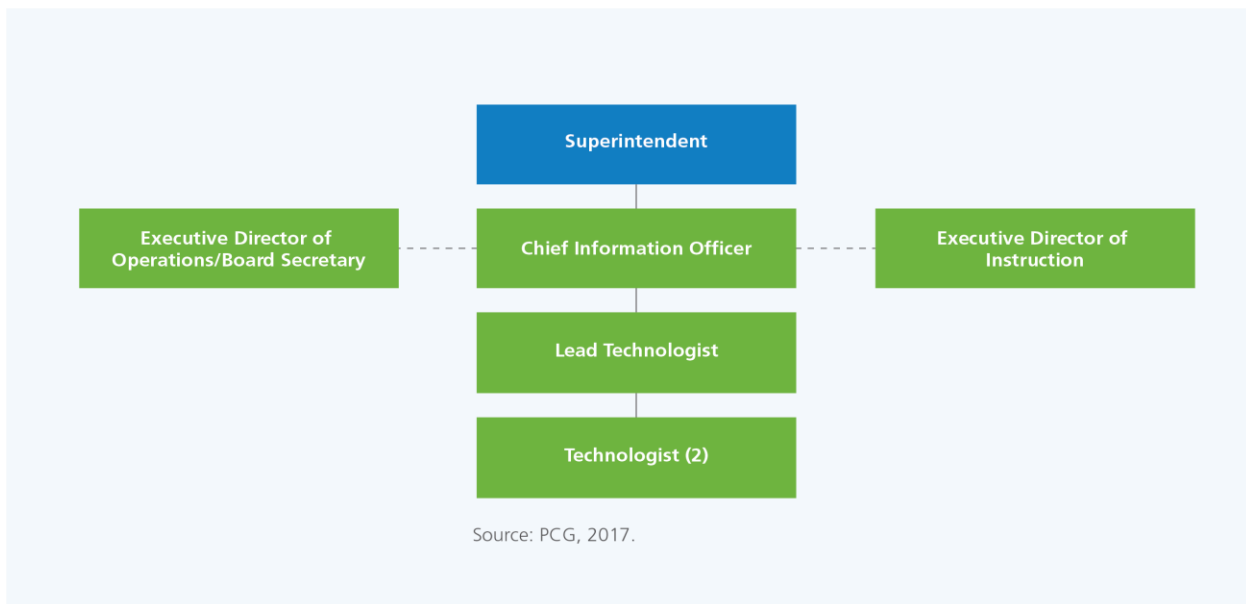 Superintendent
Executive Director of
Operations/Board Secretary
Chief Information Officer
Executive Director of
Instruction
Lead Technologist
Technologist (2)
Source: PCG, 2017.